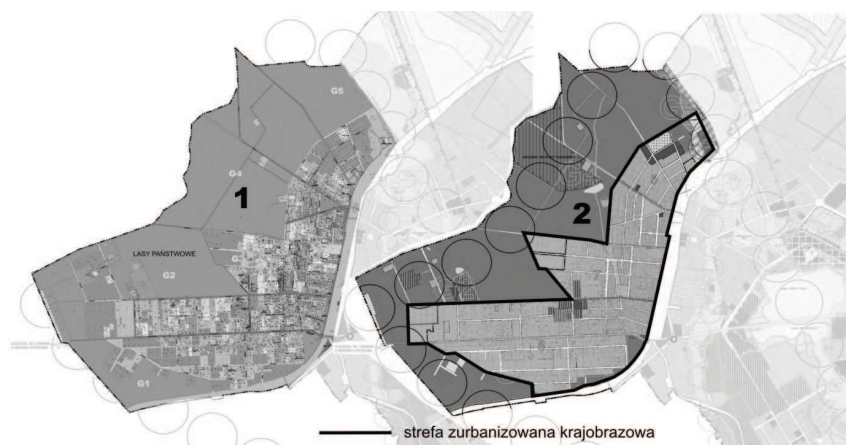 G5
G4
1
2
LASY PAŃSTWOWE
G2
G1
strefa zurbanizowana krajobrazowa